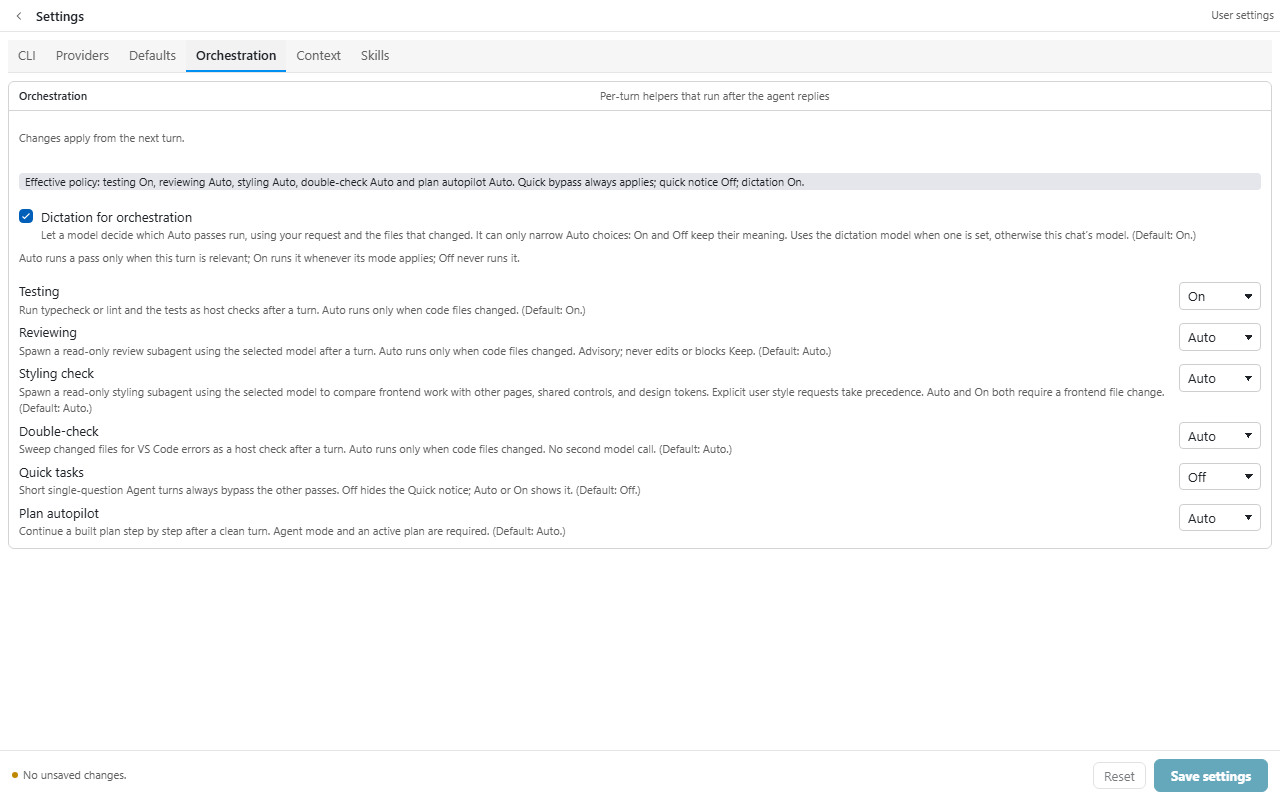 Settings
User settings
CLI
Providers
Defaults
Orchestration
Context
Skills
Orchestration
Per-turn helpers that run after the agent replies
Changes apply from the next turn.
Effective policy: testing On, reviewing Auto, styling Auto, double-check Auto and plan autopilot Auto. Quick bypass always applies; quick notice Off; dictation On.
Dictation for orchestration
Let a model decide which Auto passes run, using your request and the files that changed. It can only narrow Auto choices: On and Off keep their meaning. Uses the dictation model when one is set, otherwise this chat's model. (Default: On.)
Auto runs a pass only when this turn is relevant; On runs it whenever its mode applies; Off never runs it.
Testing
Run typecheck or lint and the tests as host checks after a turn. Auto runs only when code files changed. (Default: On.)
On
Reviewing
Spawn a read-only review subagent using the selected model after a turn. Auto runs only when code files changed. Advisory; never edits or blocks Keep. (Default: Auto.)
Auto
Styling check
Spawn a read-only styling subagent using the selected model to compare frontend work with other pages, shared controls, and design tokens. Explicit user style requests take precedence. Auto and On both require a frontend file change.
(Default: Auto.)
Auto
Double-check
Sweep changed files for VS Code errors as a host check after a turn. Auto runs only when code files changed. No second model call. (Default: Auto.)
Auto
Quick tasks
Short single-question Agent turns always bypass the other passes. Off hides the Quick notice; Auto or On shows it. (Default: Off.)
Off
Plan autopilot
Continue a built plan step by step after a clean turn. Agent mode and an active plan are required. (Default: Auto.)
Auto
No unsaved changes.
Reset
Save settings